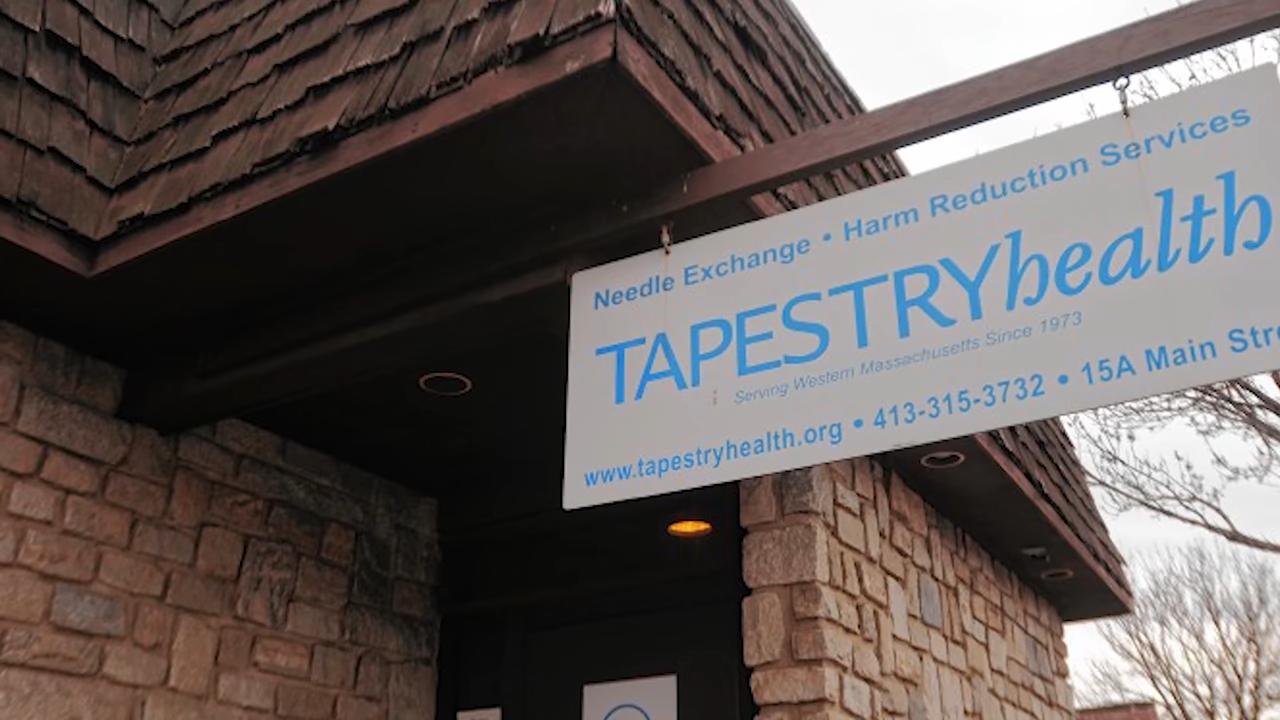 Needle Exchange • Harm Reduction Services
TAPESTRYhealth
Serving Western Massachusetts Since 1973
www.tapestryhealth.org • 413-315-3732 • 15A Main